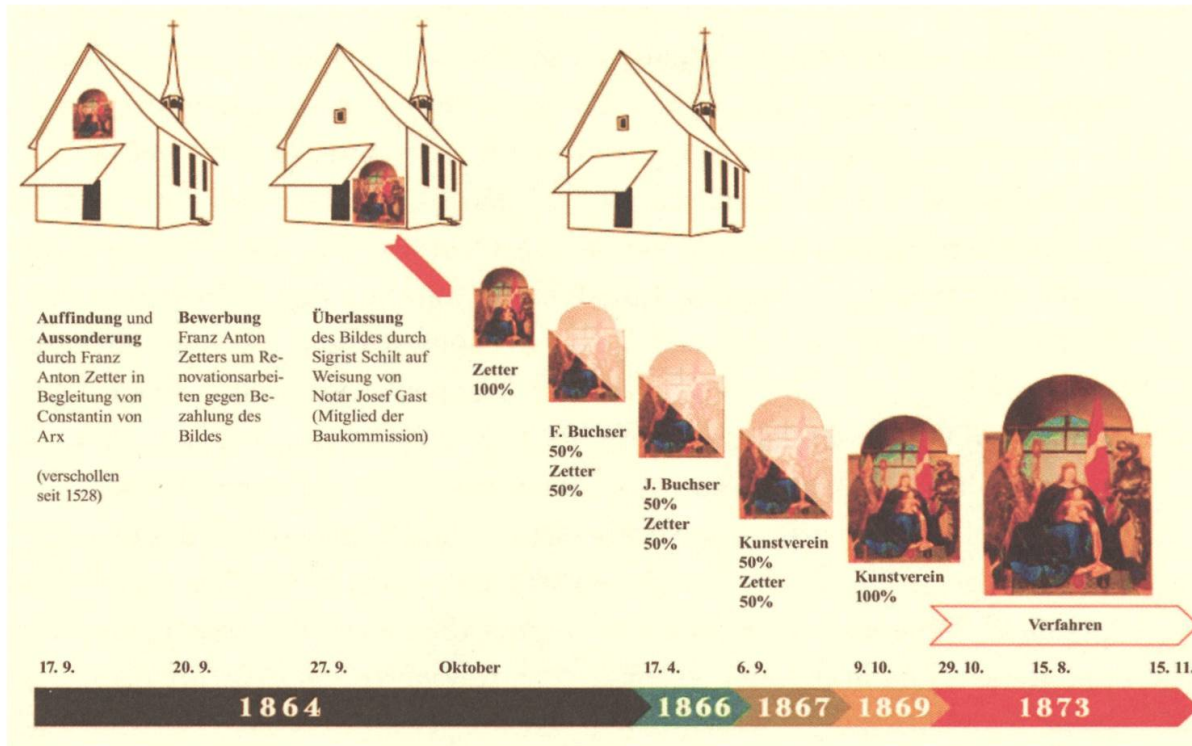 Auffindung und
Aussonderung
durch Franz
Anton Zetter in
Begleitung von
Constantin von
Arx
(verschollen
seit 1528)
Bewerbung
Franz Anton
Zetters um Re-
novationsarbei-
ten gegen Be-
zahlung des
Bildes
Überlassung
des Bildes durch
Sigrist Schilt auf
Weisung von
Notar Josef Gast
(Mitglied der
Baukommission)
Zetter
100%
F. Buchser
50%
Zetter
50%
J. Buchser
50%
Zetter
50%
Kunstverein
50%
Zetter
50%
Kunstverein
100%
Verfahren
17. 9. 20. 9. 27. 9. Oktober 17. 4. 6. 9. 9. 10. 29. 10. 15. 8. 15. 11.
1864 1866 1867 1869 1873